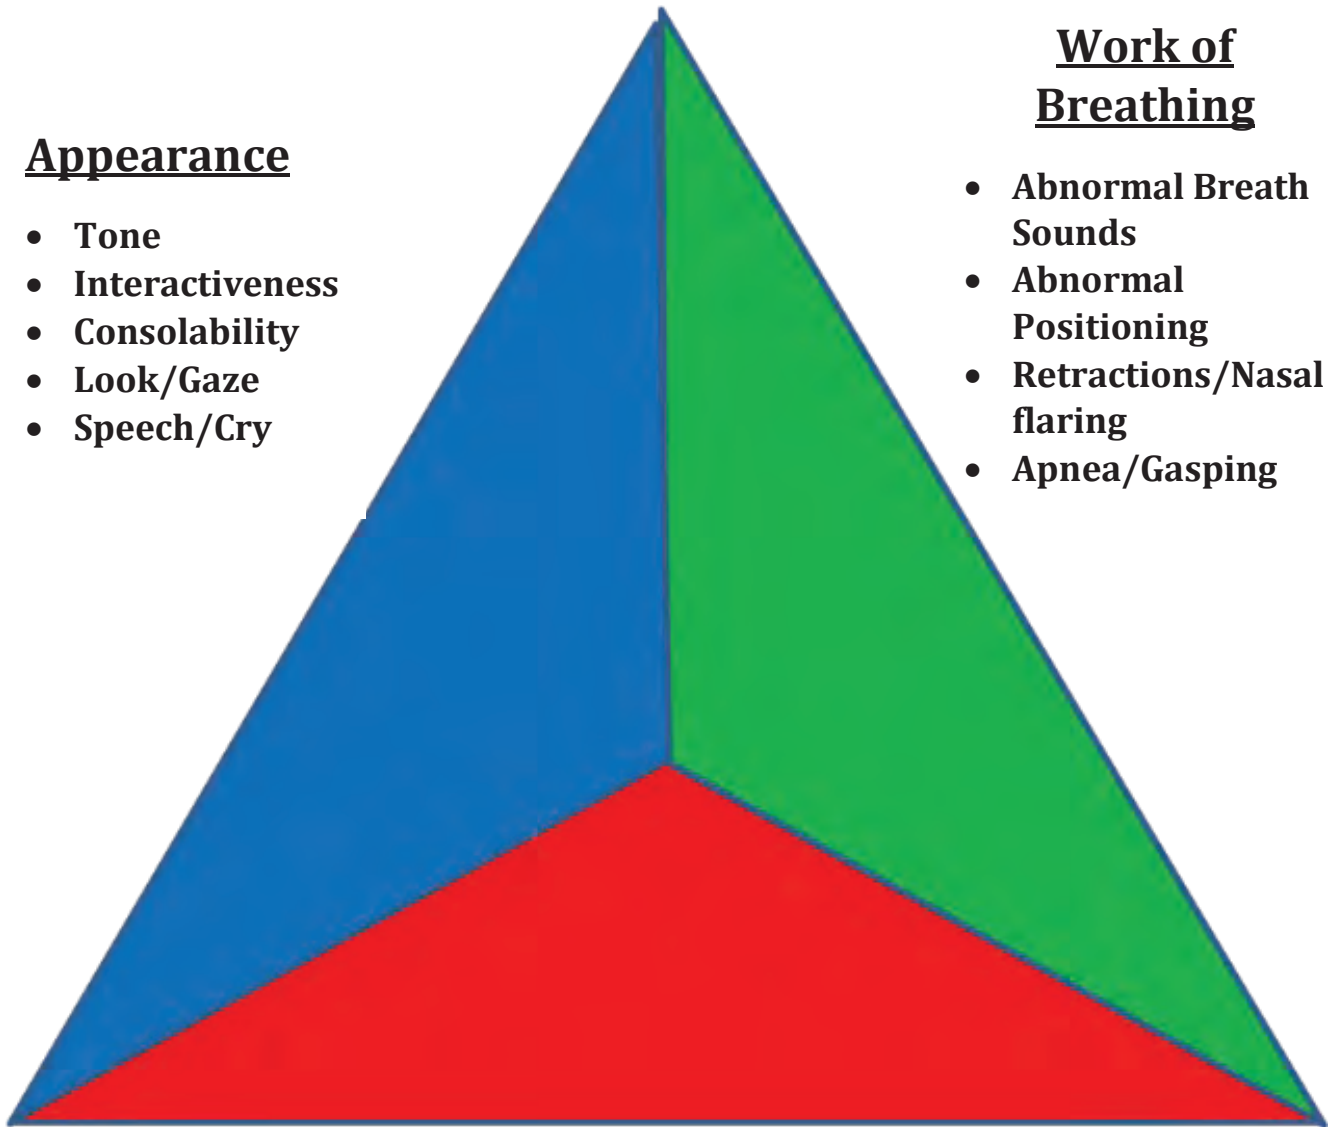 Appearance
• Tone
• Interactiveness
• Consolability
• Look/Gaze
• Speech/Cry
Work of
Breathing
• Abnormal Breath
Sounds
• Abnormal
Positioning
• Retractions/Nasal
flaring
• Apnea/Gasping